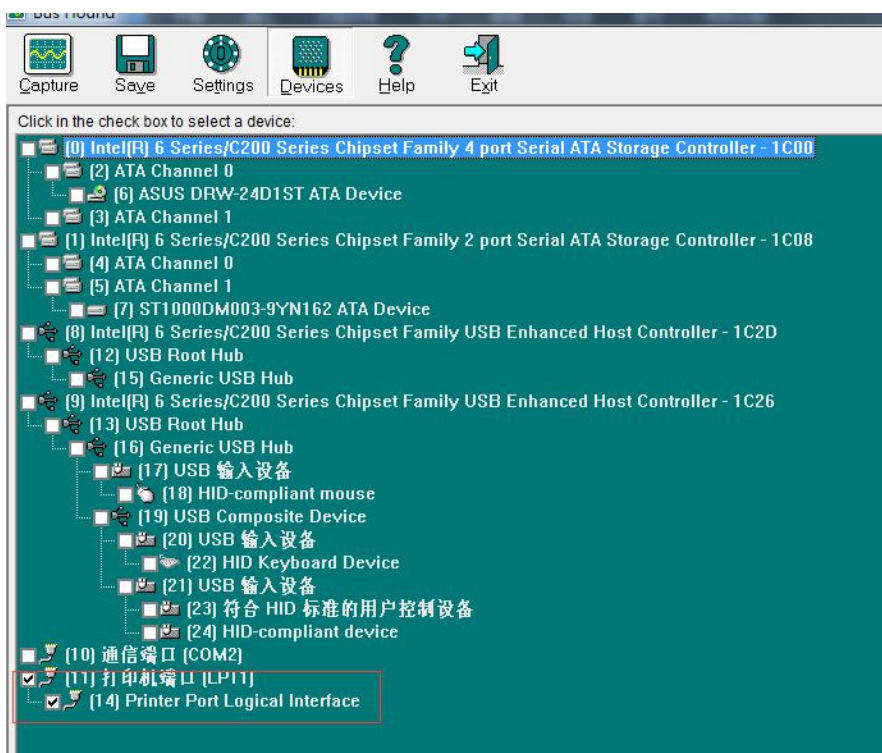 Bus Hound
Capture Save Settings Devices Help Exit
Click in the check box to select a device:
(0) Intel(R) 6 Series/C200 Series Chipset Family 4 port Serial ATA Storage Controller - 1C00
(2) ATA Channel 0
(6) ASUS DRW-24D1ST ATA Device
(3) ATA Channel 1
(1) Intel(R) 6 Series/C200 Series Chipset Family 2 port Serial ATA Storage Controller - 1C08
(4) ATA Channel 0
(5) ATA Channel 1
(7) ST1000DM003-9YN162 ATA Device
(8) Intel(R) 6 Series/C200 Series Chipset Family USB Enhanced Host Controller - 1C2D
(12) USB Root Hub
(15) Generic USB Hub
(9) Intel(R) 6 Series/C200 Series Chipset Family USB Enhanced Host Controller - 1C26
(13) USB Root Hub
(16) Generic USB Hub
(17) USB 输入设备
(18) HID-compliant mouse
(19) USB Composite Device
(20) USB 输入设备
(22) HID Keyboard Device
(21) USB 输入设备
(23) 符合 HID 标准的用户控制设备
(24) HID-compliant device
(10) 通信端口 (COM2)
(11) 打印机端口 (LPT1)
(14) Printer Port Logical Interface